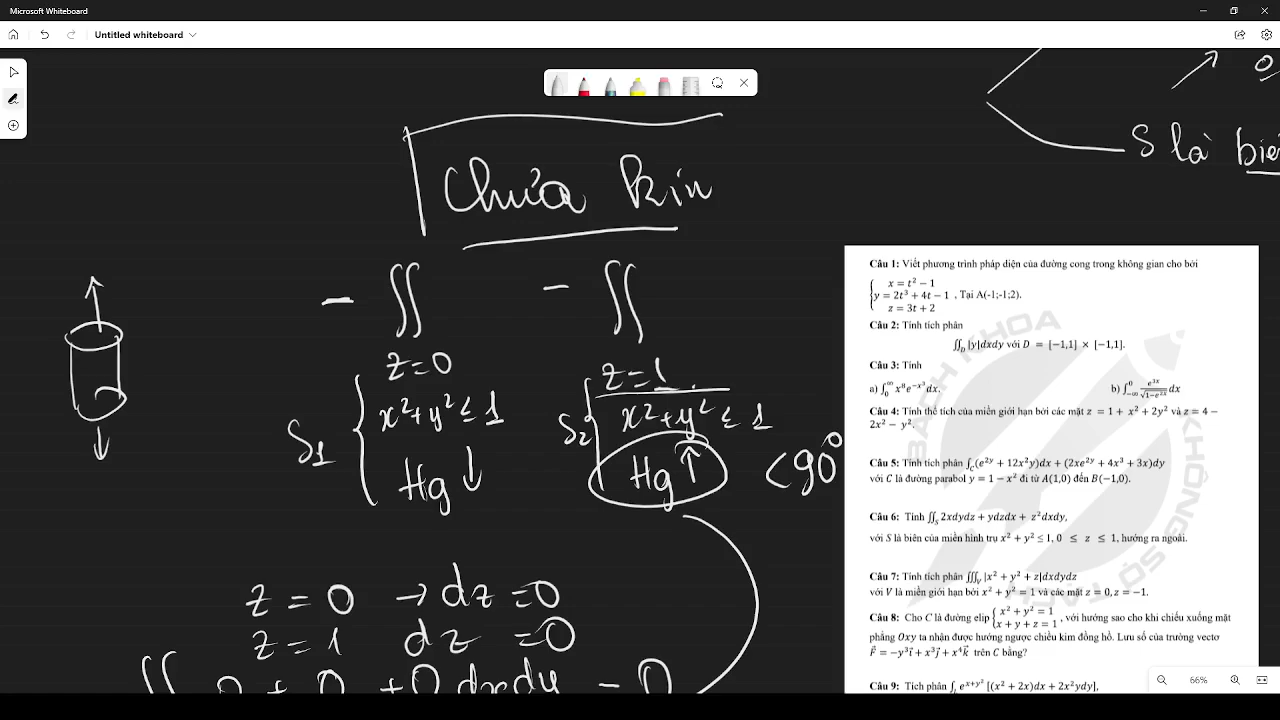 Microsoft Whiteboard
Untitled whiteboard
Chưa kín
S là
− ∬ − ∬
z=0 z=1
S1 { x²+y² ≤ 1 S2 { x²+y² ≤ 1
Hg ↓ Hg ↑ < 90°
z = 0 → dz = 0
z = 1 dz = 0
∬ 0 + 0 + 0 dxdy = 0
Câu 1: Viết phương trình pháp diện của đường cong trong không gian cho bởi
x = t² − 1
y = 2t³ + 4t − 1 , Tại A(-1;-1;2).
z = 3t + 2
Câu 2: Tính tích phân
∬_D |y|dxdy với D = [−1,1] × [−1,1].
Câu 3: Tính
a) ∫_0^∞ x⁸e^{−x³}dx. b) ∫_{−∞}^0 e^{3x}/√(1−e^{2x}) dx
Câu 4: Tính thể tích của miền giới hạn bởi các mặt z = 1 + x² + 2y² và z = 4 −
2x² − y².
Câu 5: Tính tích phân ∫_C(e^{2y} + 12x²y)dx + (2xe^{2y} + 4x³ + 3x)dy
với C là đường parabol y = 1 − x² đi từ A(1,0) đến B(−1,0).
Câu 6: Tính ∬_S 2xdydz + ydzdx + z²dxdy,
với S là biên của miền hình trụ x² + y² ≤ 1, 0 ≤ z ≤ 1, hướng ra ngoài.
Câu 7: Tính tích phân ∭_V |x² + y² + z|dxdydz
với V là miền giới hạn bởi x² + y² = 1 và các mặt z = 0, z = −1.
Câu 8: Cho C là đường elip { x² + y² = 1
x + y + z = 1 , với hướng sao cho khi chiếu xuống mặt
phẳng Oxy ta nhận được hướng ngược chiều kim đồng hồ. Lưu số của trường vectơ
F⃗ = −y³i⃗ + x³j⃗ + x⁴k⃗ trên C bằng?
Câu 9: Tích phân ∫ e^{x+y²} [(x² + 2x)dx + 2x²ydy],
BÁCH KHOA
KHÔNG
66%